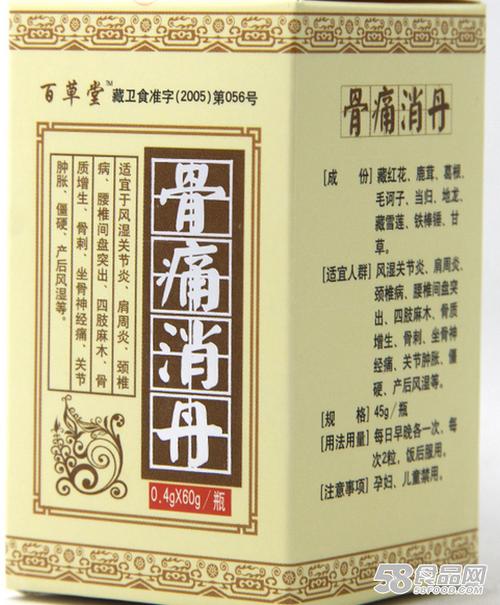 百草堂™ 藏卫食准字(2005)第056号
适宜于风湿关节炎、肩周炎、颈椎
病、腰椎间盘突出、四肢麻木、骨
质增生、骨刺、坐骨神经痛、关节
肿胀、僵硬、产后风湿等。
骨痛消丹
0.4gX60g/瓶
骨痛消丹
[成 份] 藏红花、鹿茸、葛根、
毛诃子、当归、地龙、
藏雪莲、铁棒锤、甘
草。
[适宜人群] 风湿关节炎、肩周炎、
颈椎病、腰椎间盘突
出、四肢麻木、骨质
增生、骨刺、坐骨神
经痛、关节肿胀、僵
硬、产后风湿等。
[规 格] 45g/瓶
[用法用量] 每日早晚各一次，每
次2粒，饭后服用。
[注意事项] 孕妇、儿童禁用。
58食品网
58FOOD.COM